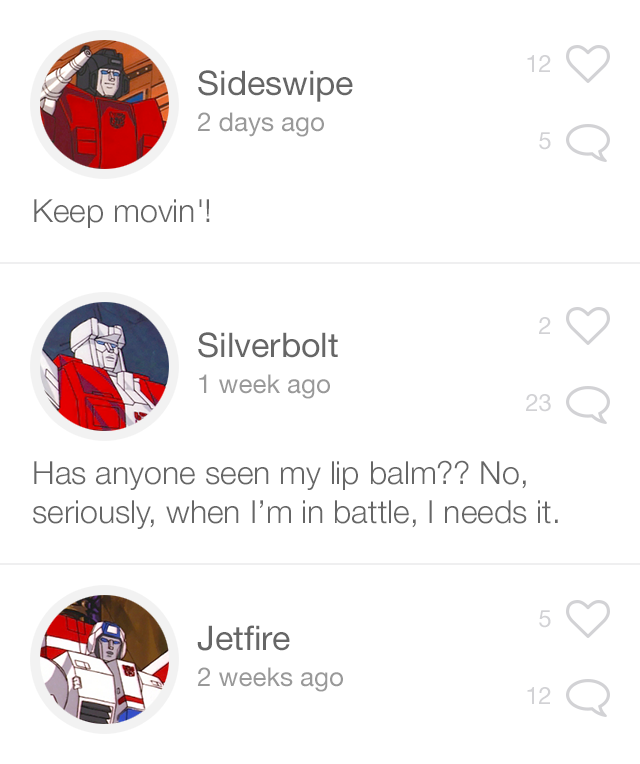 Sideswipe
2 days ago
12
5
Keep movin'!
Silverbolt
1 week ago
2
23
Has anyone seen my lip balm?? No,
seriously, when I’m in battle, I needs it.
Jetfire
2 weeks ago
5
12